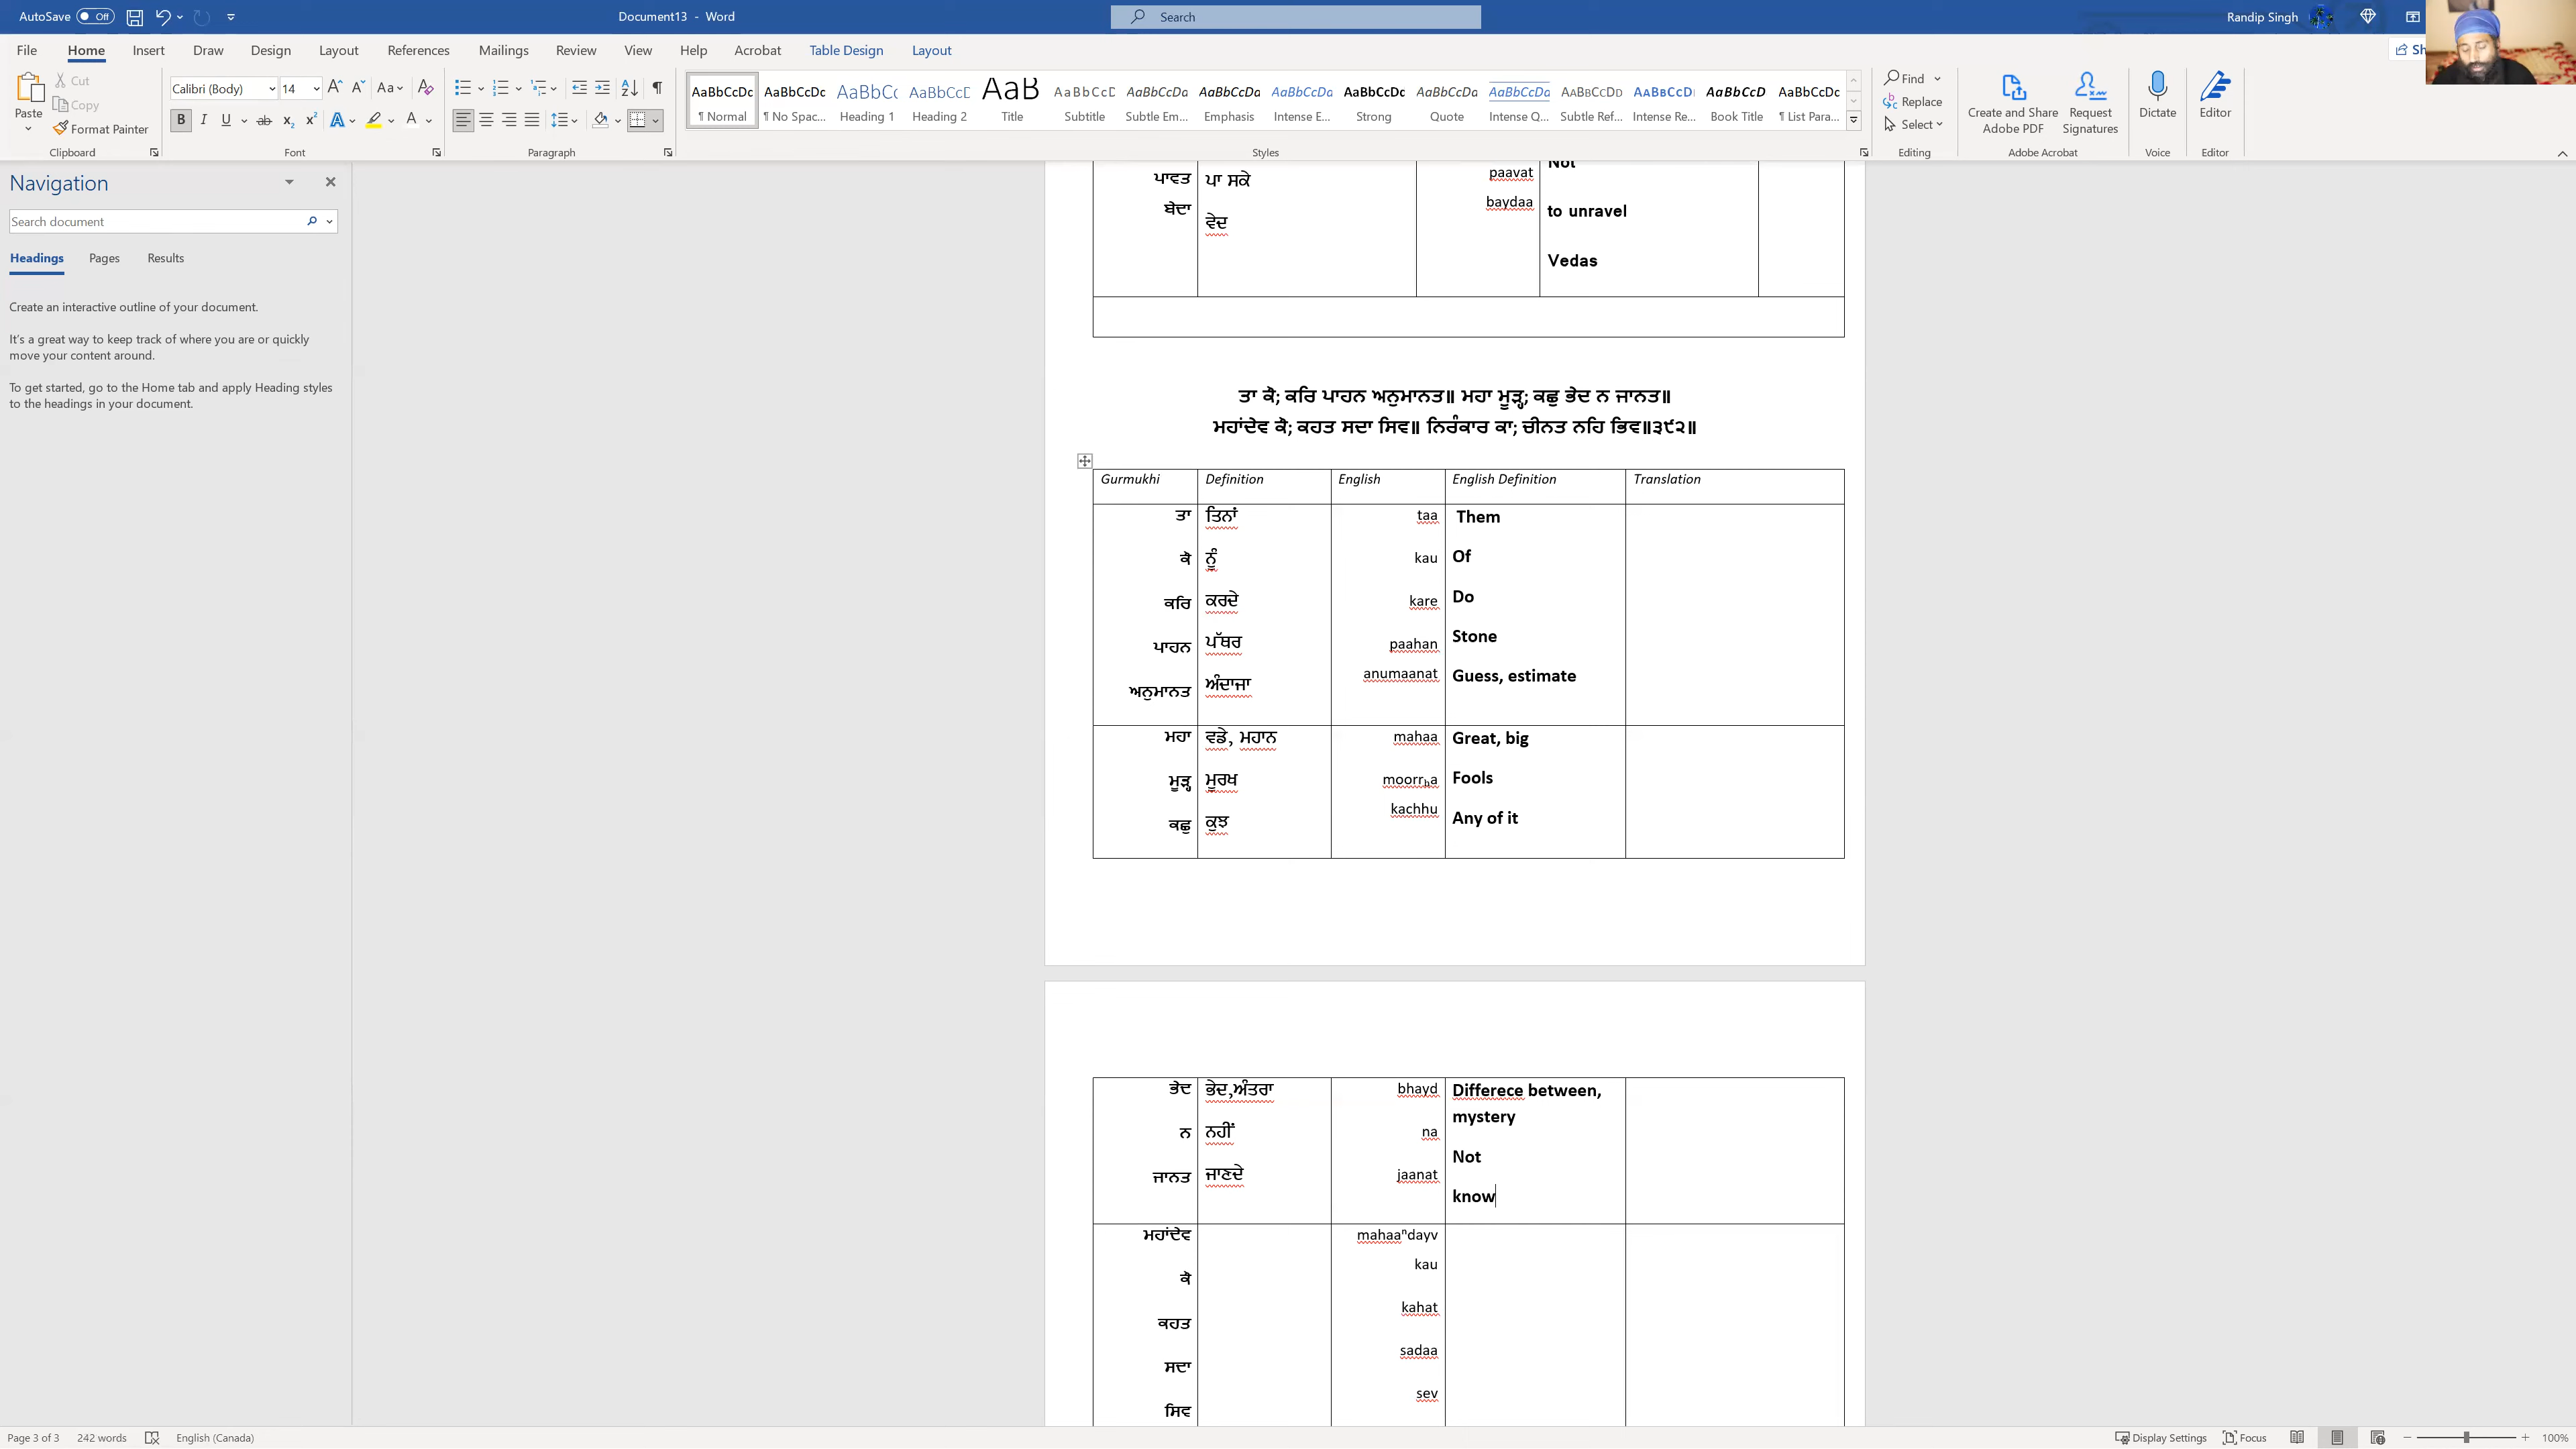 AutoSave Off Document13 - Word Search Randip Singh
File Home Insert Draw Design Layout References Mailings Review View Help Acrobat Table Design Layout Sh
Paste Cut Copy Format Painter
Calibri (Body) 14
AaBbCcDc AaBbCcDc AaBbCc AaBbCcD AaB AaBbCcD AaBbCcDa AaBbCcDa AaBbCcDa AaBbCcDc AaBbCcDa AaBbCcDa AaBbCcDd AaBbCcD AaBbCcD AaBbCcDc
¶ Normal ¶ No Spac... Heading 1 Heading 2 Title Subtitle Subtle Em... Emphasis Intense E... Strong Quote Intense Q... Subtle Ref... Intense Re... Book Title ¶ List Para...
Find Replace Select
Create and Share Adobe PDF Request Signatures Dictate Editor
Clipboard Font Paragraph Styles Editing Adobe Acrobat Voice Editor
Navigation
Search document
Headings Pages Results
Create an interactive outline of your document.
It's a great way to keep track of where you are or quickly
move your content around.
To get started, go to the Home tab and apply Heading styles
to the headings in your document.
Not
ਪਾਵਤ ਪਾ ਸਕੇ paavat to unravel
ਬੇਦਾ ਵੇਦ baydaa Vedas
ਤਾ ਕੋ; ਕਰਿ ਪਾਹਨ ਅਨੁਮਾਨਤ॥ ਮਹਾ ਮੂੜ੍ਹ; ਕਛੁ ਭੇਦ ਨ ਜਾਨਤ॥
ਮਹਾਂਦੇਵ ਕੋ; ਕਹਤ ਸਦਾ ਸਿਵ॥ ਨਿਰੰਕਾਰ ਕਾ; ਚੀਨਤ ਨਹਿ ਭਿਵ॥੩੯੨॥
Gurmukhi Definition English English Definition Translation
ਤਾ ਤਿਨਾਂ taa Them
ਕੋ ਨੂੰ kau Of
ਕਰਿ ਕਰਦੇ kare Do
ਪਾਹਨ ਪੱਥਰ paahan Stone
ਅਨੁਮਾਨਤ ਅੰਦਾਜਾ anumaanat Guess, estimate
ਮਹਾ ਵਡੇ, ਮਹਾਨ mahaa Great, big
ਮੂੜ੍ਹ ਮੂਰਖ moorrₕa Fools
ਕਛੁ ਕੁਝ kachhu Any of it
ਭੇਦ ਭੇਦ,ਅੰਤਰਾ bhayd Differece between,
mystery
ਨ ਨਹੀਂ na Not
ਜਾਨਤ ਜਾਣਦੇ jaanat know
ਮਹਾਂਦੇਵ mahaaⁿdayv
ਕੋ kau
ਕਹਤ kahat
ਸਦਾ sadaa
ਸਿਵ sev
Page 3 of 3 242 words English (Canada) Display Settings Focus 100%